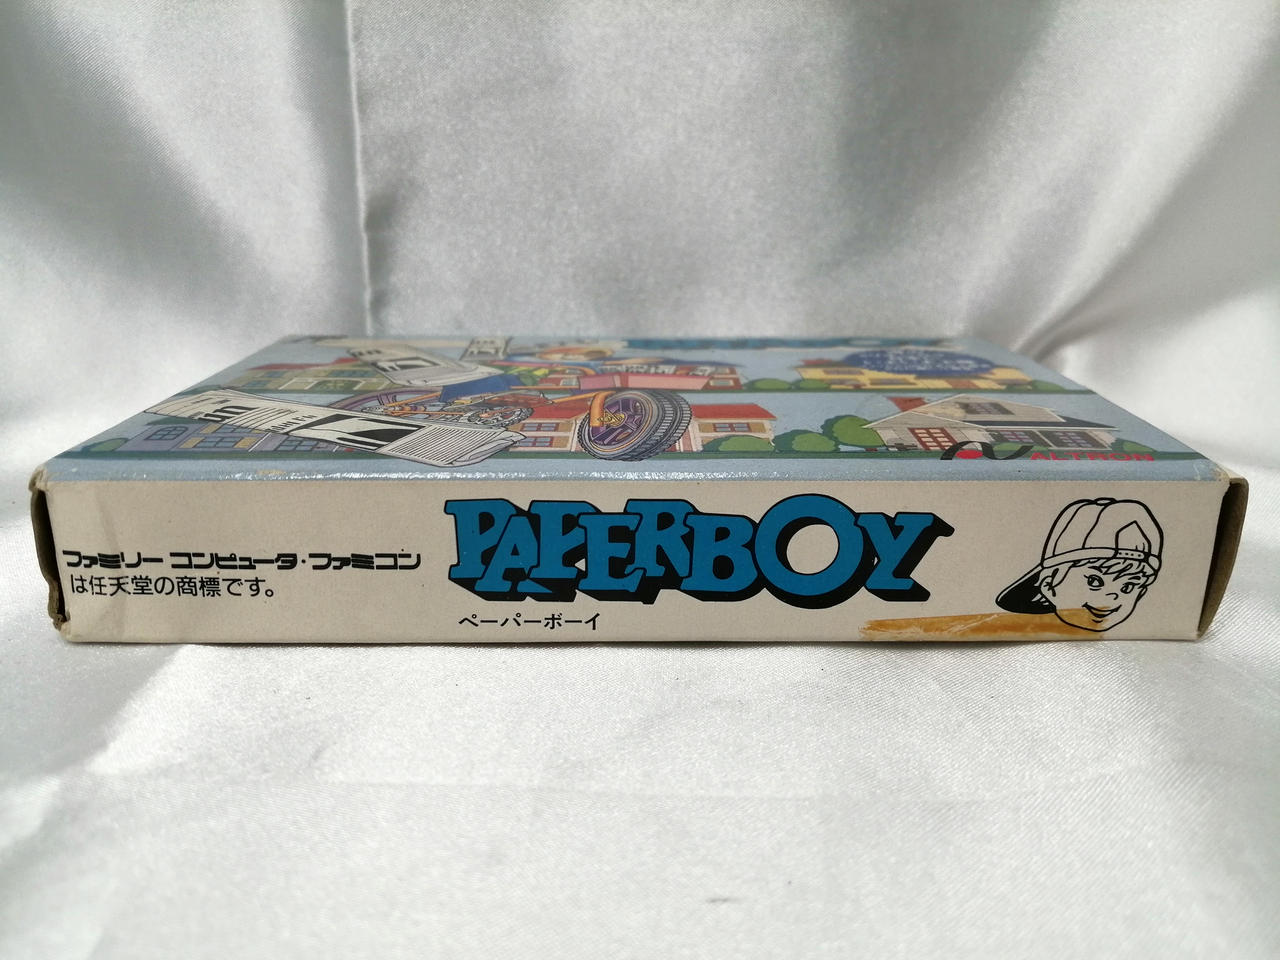 ALTRON
PAPERBOY
ファミリー コンピュータ・ファミコン
は任天堂の商標です。
ペーパーボーイ